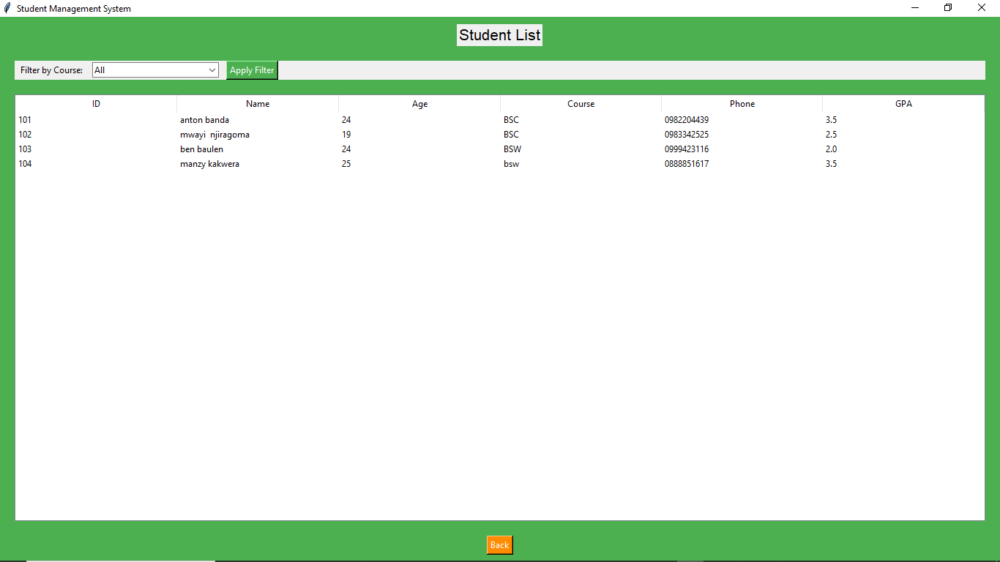 Student Management System
Student List
Filter by Course: All Apply Filter
ID Name Age Course Phone GPA
101 anton banda 24 BSC 0982204439 3.5
102 mwayi  njiragoma 19 BSC 0983342525 2.5
103 ben baulen 24 BSW 0999423116 2.0
104 manzy kakwera 25 bsw 0888851617 3.5
Back